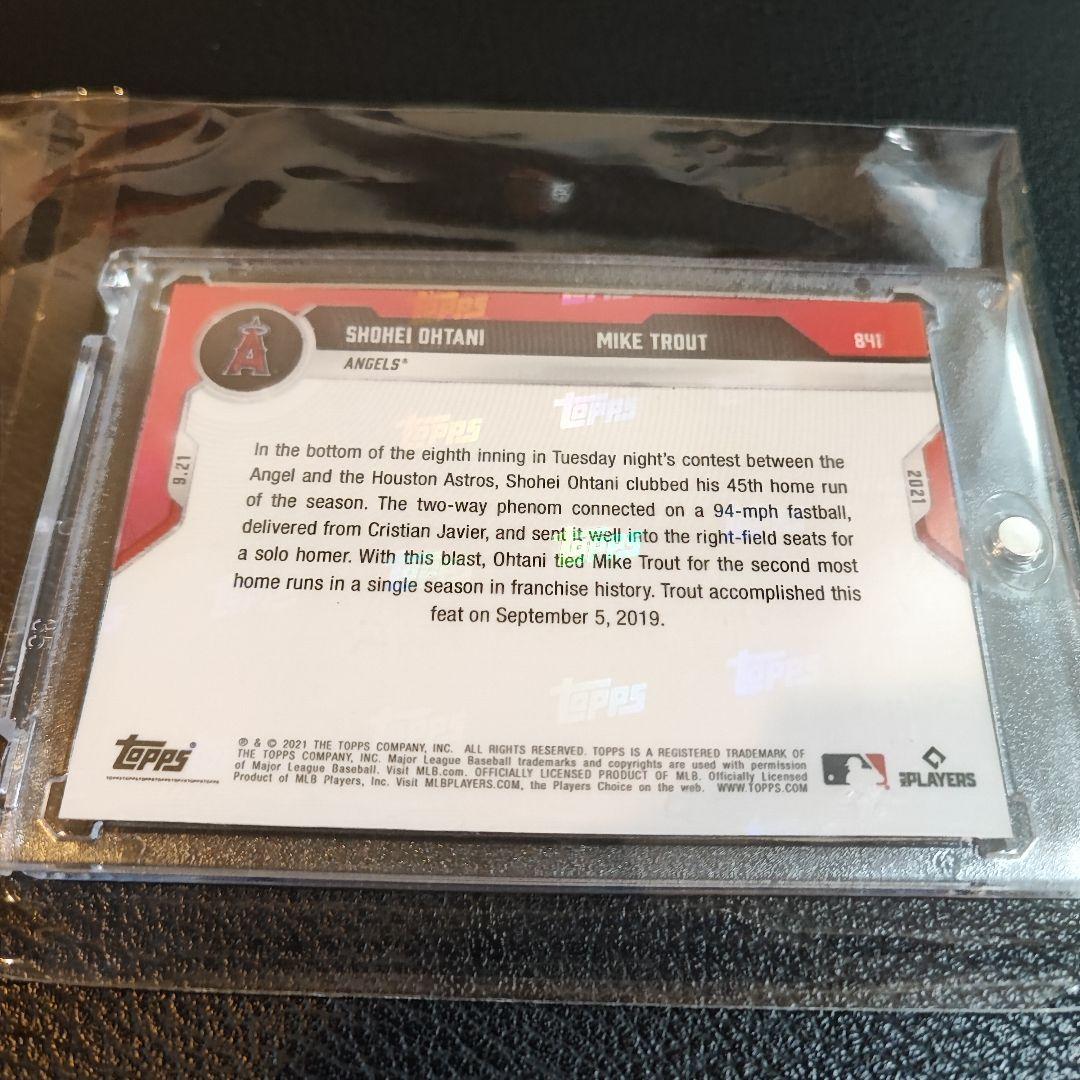 SHOHEI OHTANI MIKE TROUT 841
ANGELS®
9.21
2021
In the bottom of the eighth inning in Tuesday night's contest between the
Angel and the Houston Astros, Shohei Ohtani clubbed his 45th home run
of the season. The two-way phenom connected on a 94-mph fastball,
delivered from Cristian Javier, and sent it well into the right-field seats for
a solo homer. With this blast, Ohtani tied Mike Trout for the second most
home runs in a single season in franchise history. Trout accomplished this
feat on September 5, 2019.
topps
topps
topps
topps
topps
topps®
® & © 2021 THE TOPPS COMPANY, INC. ALL RIGHTS RESERVED. TOPPS IS A REGISTERED TRADEMARK OF
THE TOPPS COMPANY, INC. Major League Baseball trademarks and copyrights are used with permission
of Major League Baseball. Visit MLB.com. OFFICIALLY LICENSED PRODUCT OF MLB. Officially Licensed
Product of MLB Players, Inc. Visit MLBPLAYERS.COM, the Players Choice on the web. WWW.TOPPS.COM
MLB PLAYERS
35